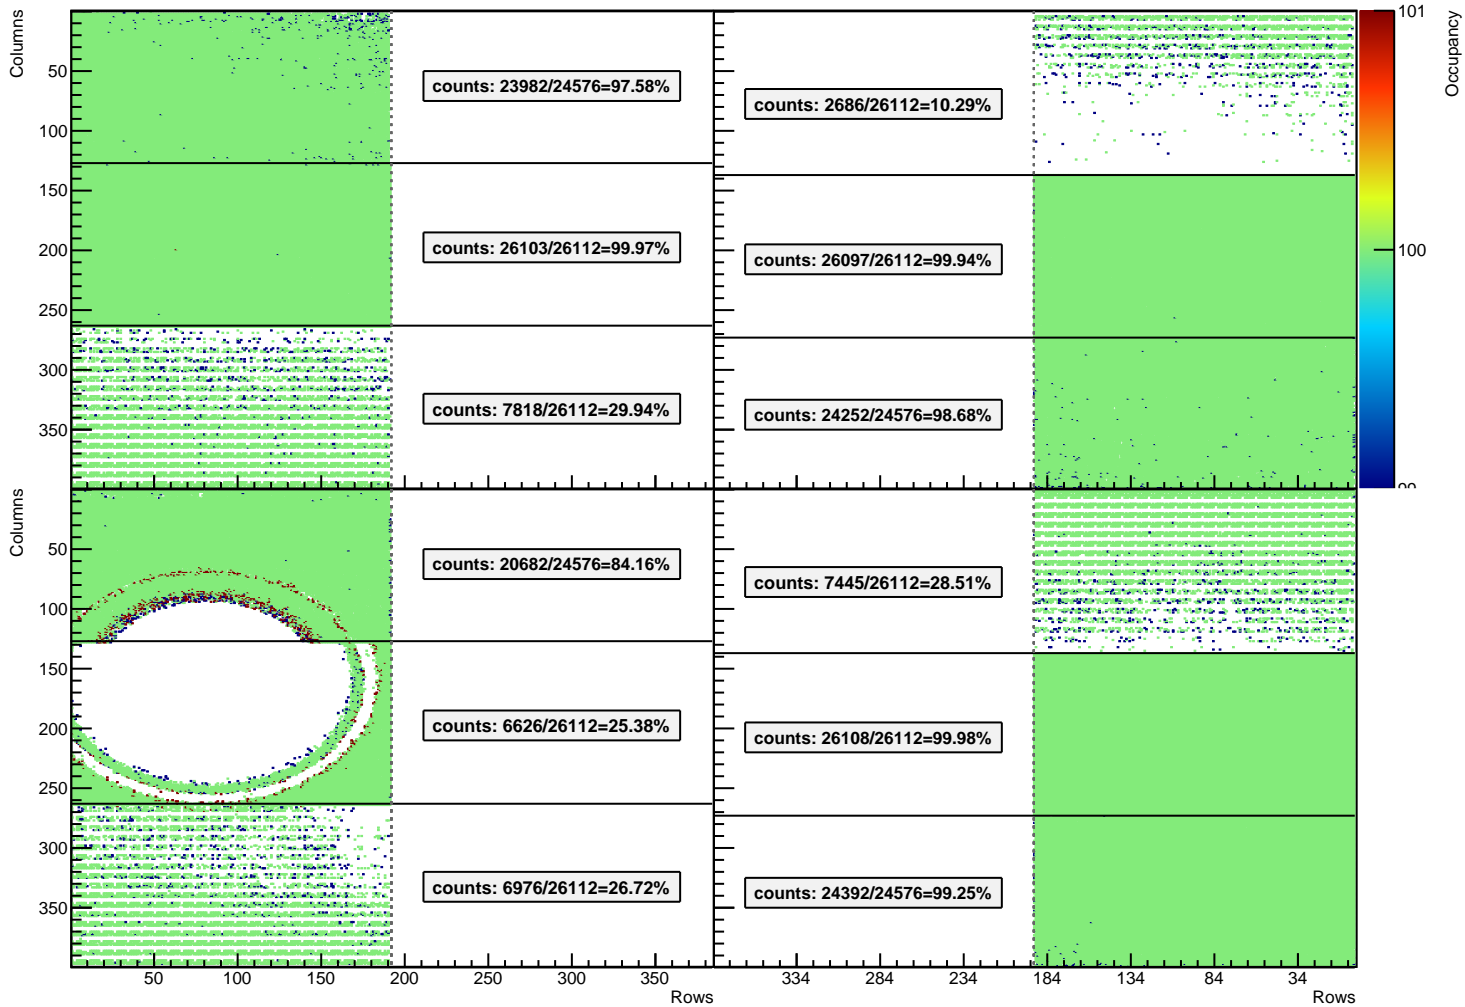 Columns
50
100
150
200
250
300
350
counts: 23982/24576=97.58%
counts: 26103/26112=99.97%
counts: 7818/26112=29.94%
counts: 2686/26112=10.29%
counts: 26097/26112=99.94%
counts: 24252/24576=98.68%
101
100
99
Occupancy
Columns
50
100
150
200
250
300
350
counts: 20682/24576=84.16%
counts: 6626/26112=25.38%
counts: 6976/26112=26.72%
counts: 7445/26112=28.51%
counts: 26108/26112=99.98%
counts: 24392/24576=99.25%
50 100 150 200 250 300 350
Rows
334 284 234 184 134 84 34
Rows